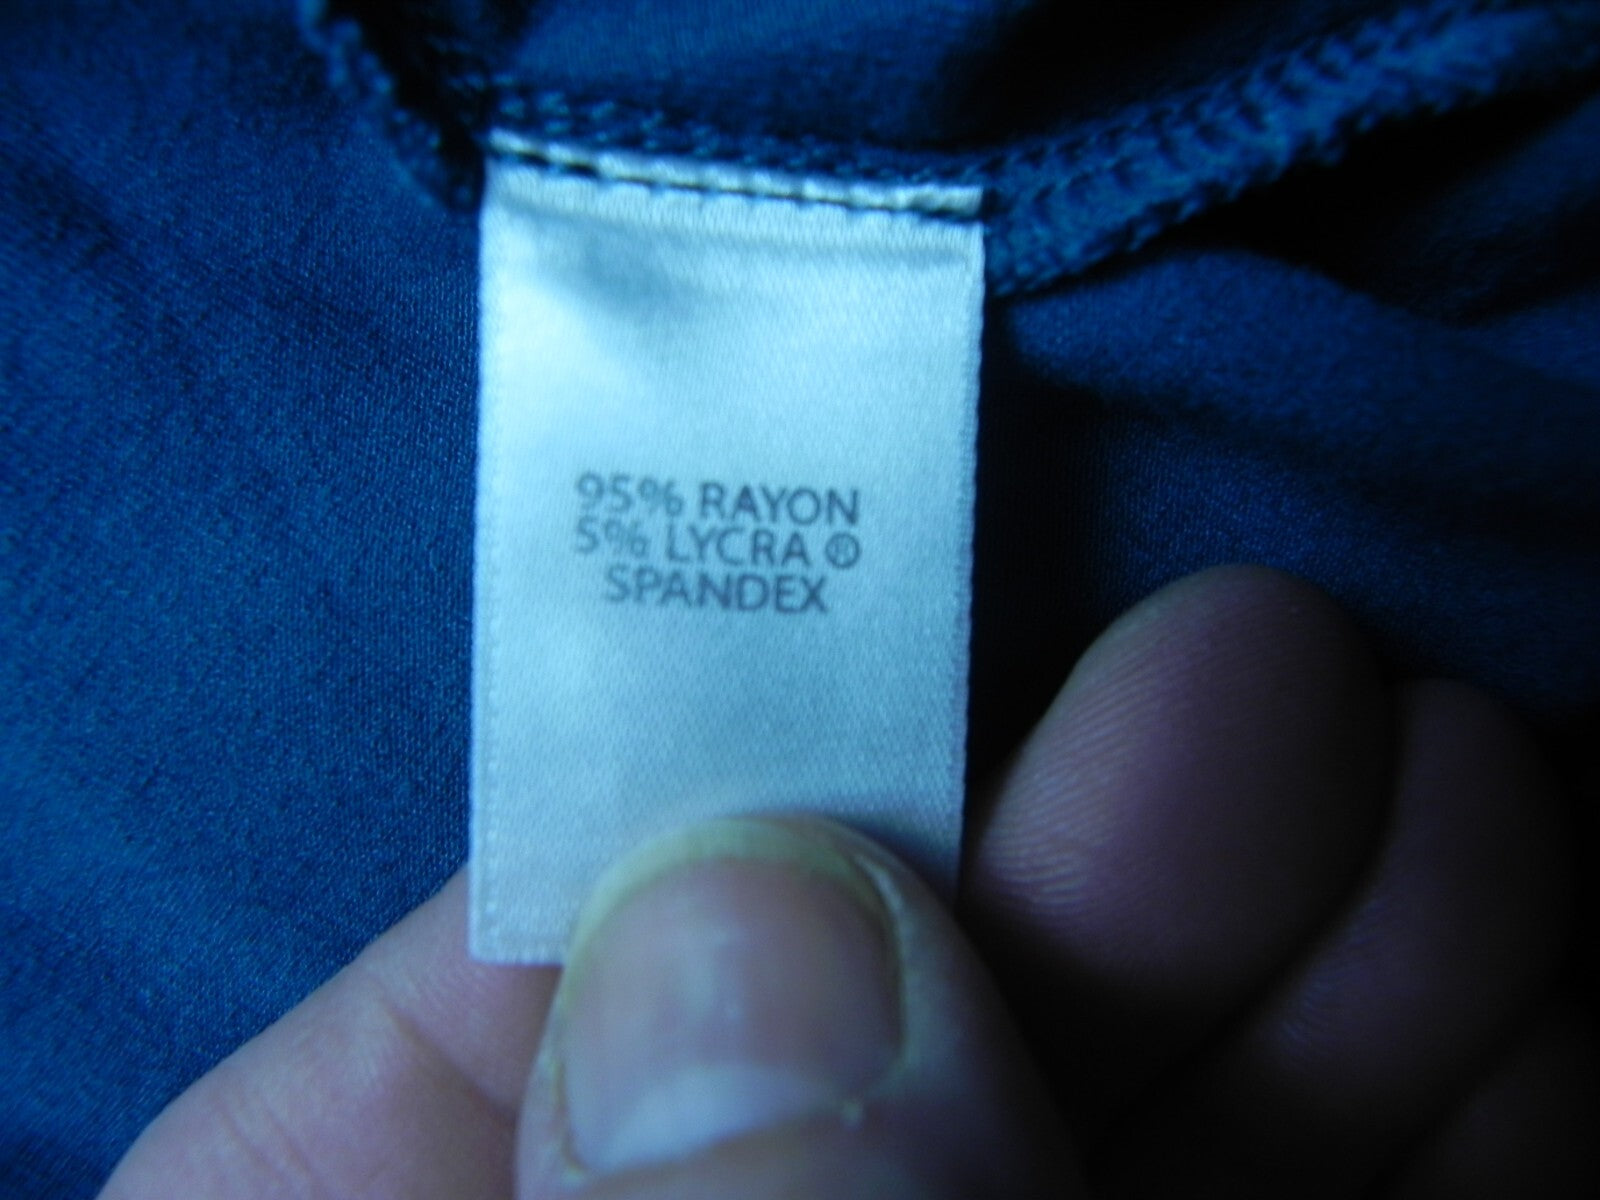 95% RAYON
5% LYCRA ®
SPANDEX